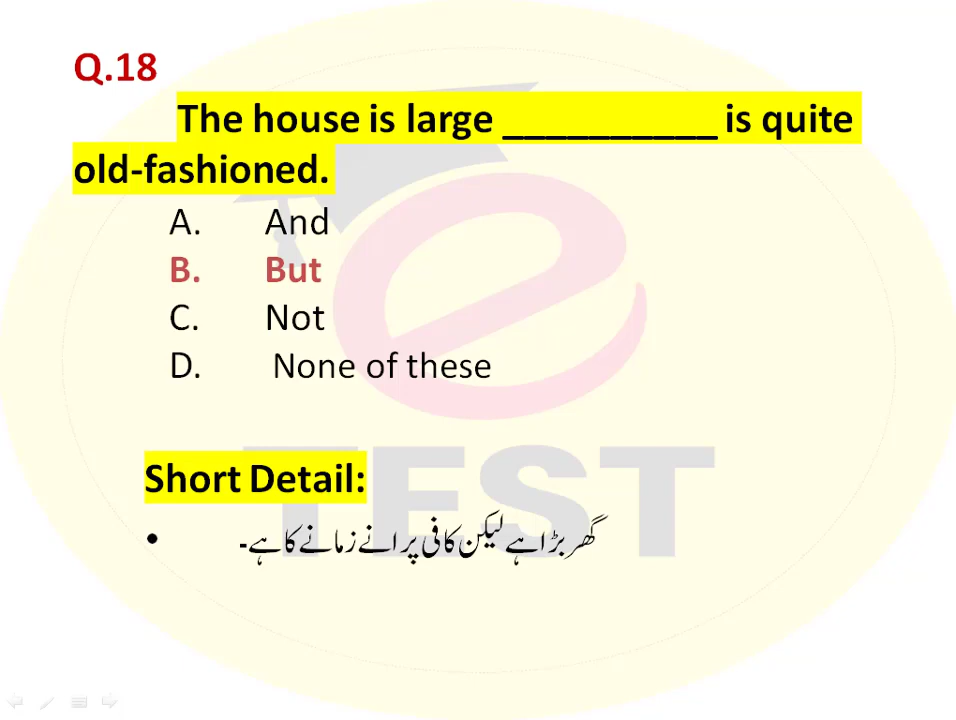 Q.18
The house is large __________ is quite
old-fashioned.
A. And
B. But
C. Not
D. None of these
e
TEST
Short Detail:
• گھر بڑا ہے لیکن کافی پرانے زمانے کا ہے۔